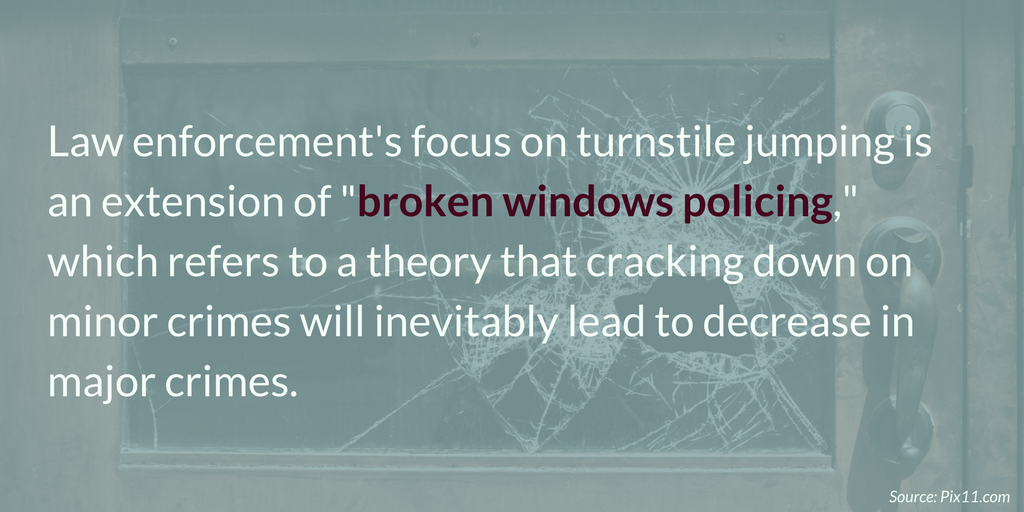 Law enforcement's focus on turnstile jumping is
an extension of "broken windows policing,"
which refers to a theory that cracking down on
minor crimes will inevitably lead to decrease in
major crimes.
Source: Pix11.com